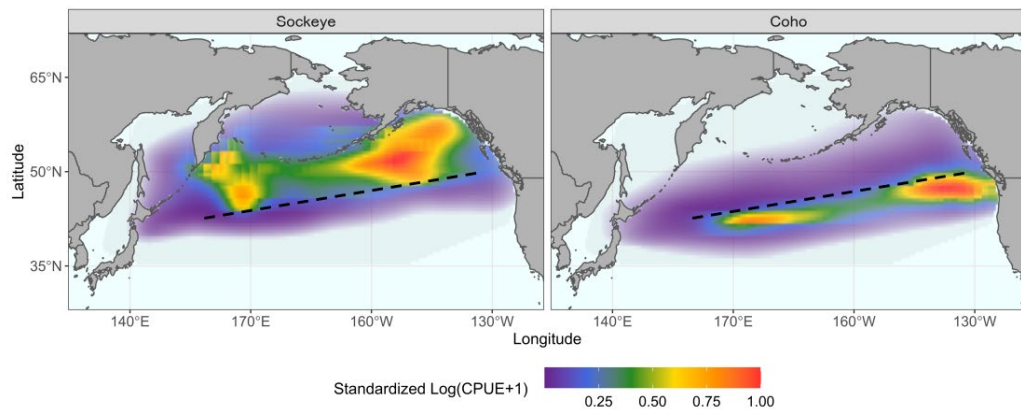 Sockeye
Coho
Latitude
65°N
50°N
35°N
140°E 170°E 160°W 130°W
140°E 170°E 160°W 130°W
Longitude
Standardized Log(CPUE+1)
0.25 0.50 0.75 1.00